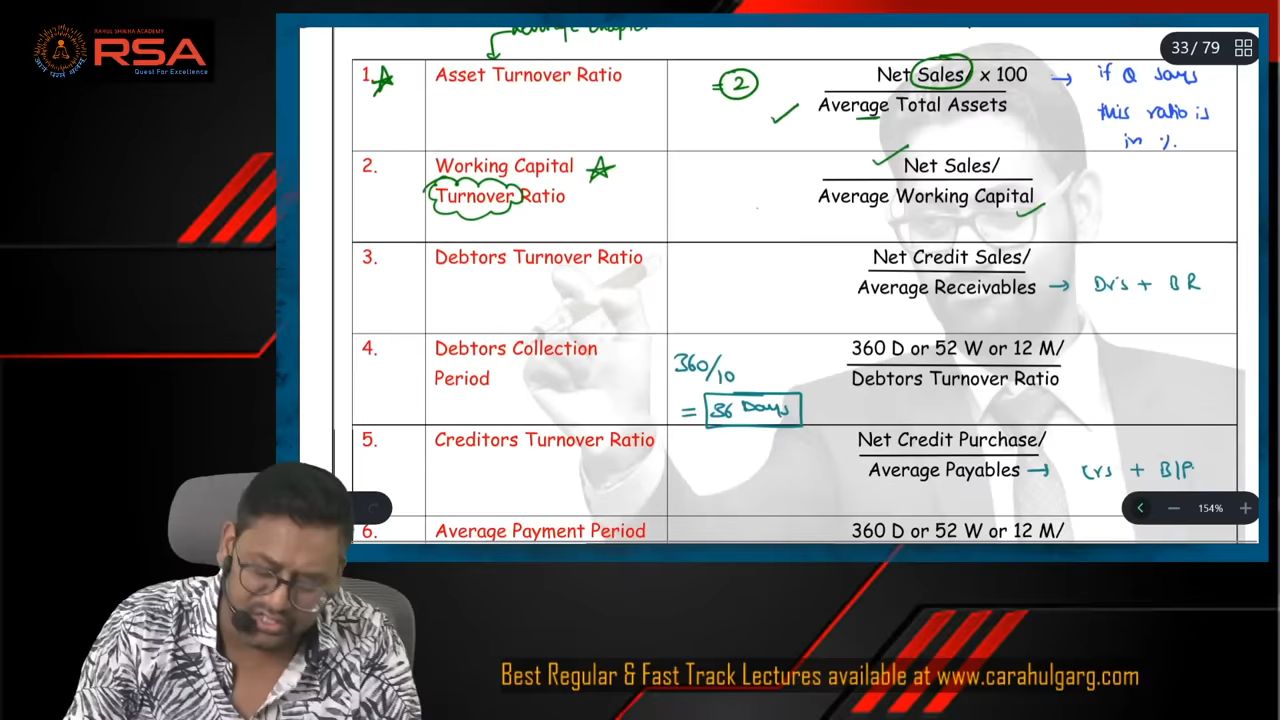 RAHUL SHIKHA ACADEMY
RSA
Quest For Excellence
33 / 79
1.
Asset Turnover Ratio
= 2
Net Sales/ x 100
Average Total Assets
→ if Q says
this ratio is
in %.
2.
Working Capital
Turnover Ratio
Net Sales/
Average Working Capital
3.
Debtors Turnover Ratio
Net Credit Sales/
Average Receivables
→ Drs + BR
4.
Debtors Collection
Period
360/10
= 36 Days
360 D or 52 W or 12 M/
Debtors Turnover Ratio
5.
Creditors Turnover Ratio
Net Credit Purchase/
Average Payables
→ Crs + B/P
154%
6.
Average Payment Period
360 D or 52 W or 12 M/
Best Regular & Fast Track Lectures available at www.carahulgarg.com